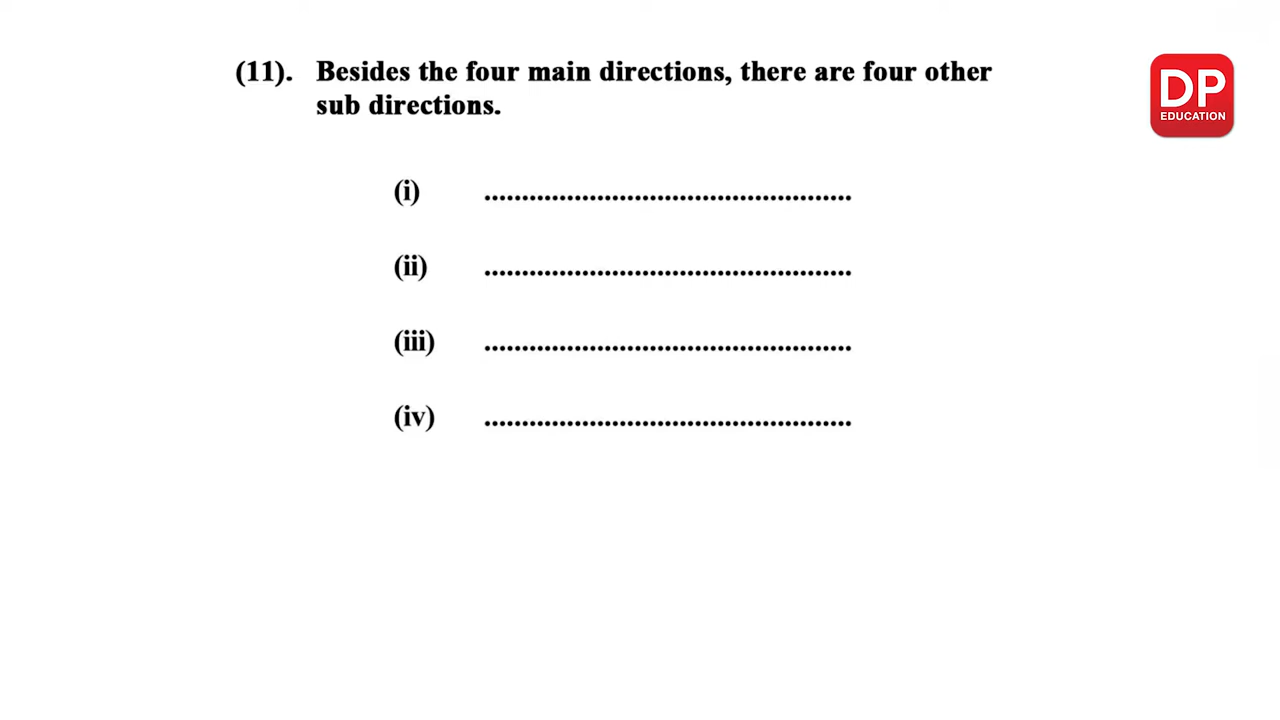 (11). Besides the four main directions, there are four other
sub directions.
DP
EDUCATION
(i) .................................................
(ii) .................................................
(iii) .................................................
(iv) .................................................